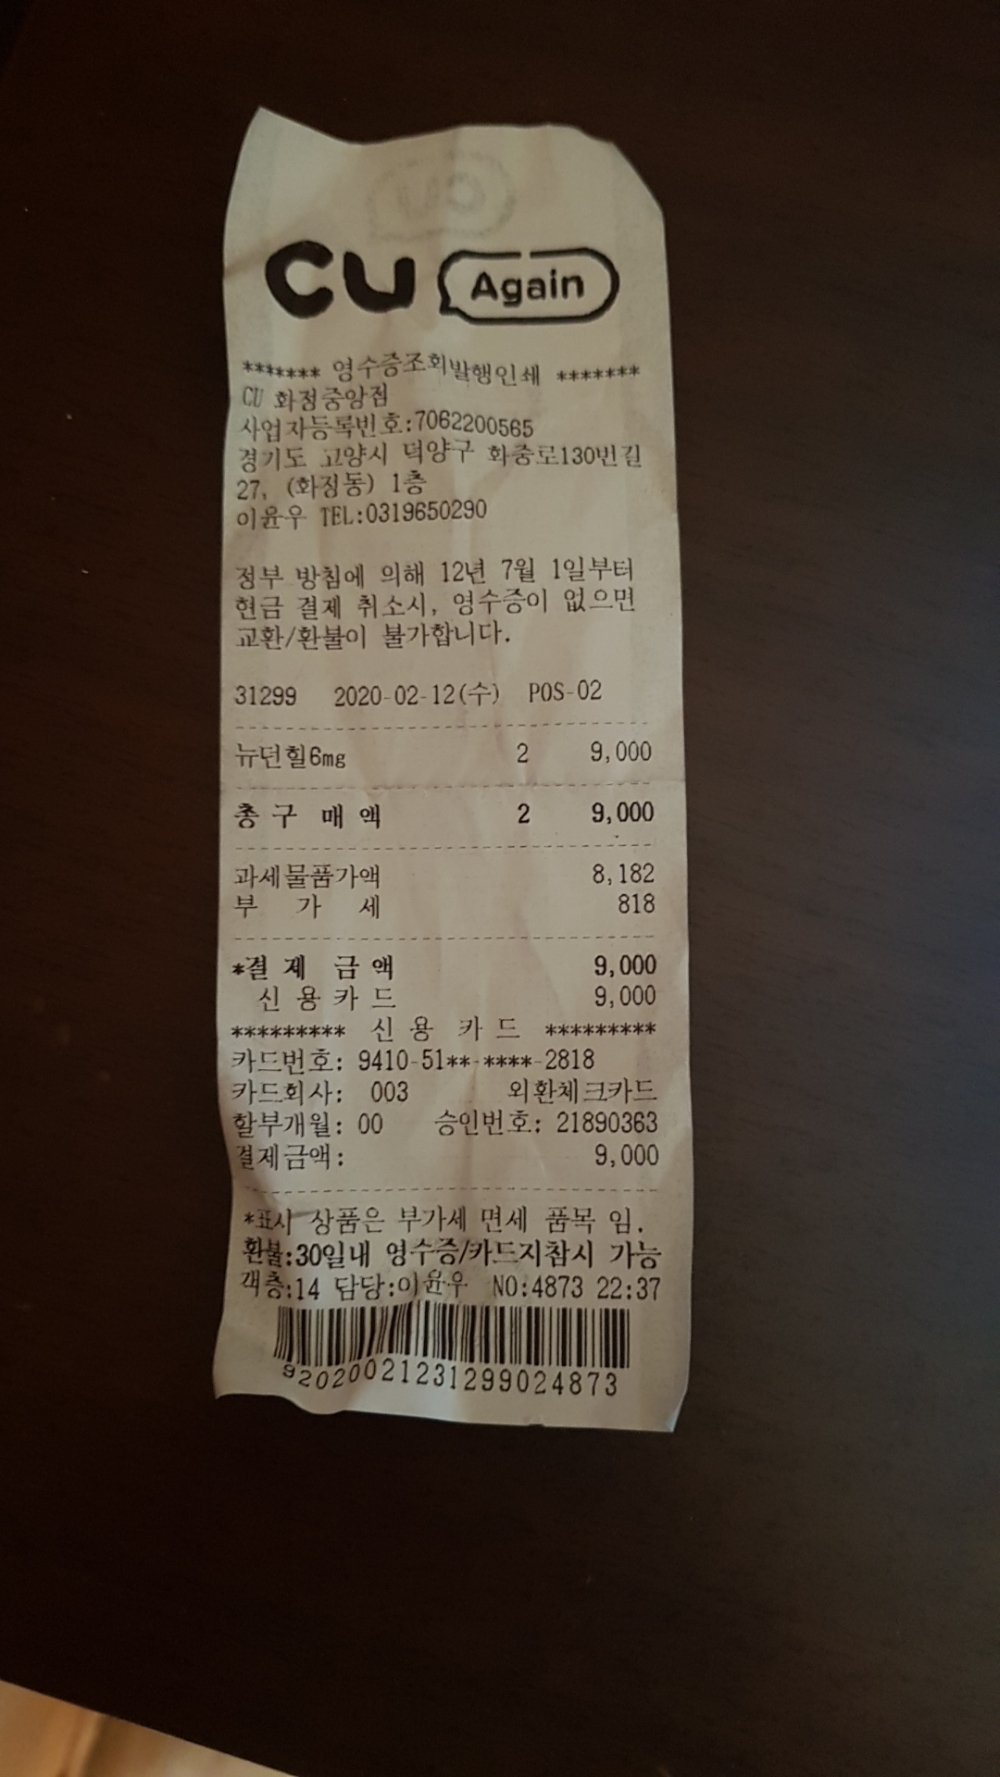 CU Again
******* 영수증조회발행인쇄 *******
CU 화정중앙점
사업자등록번호:7062200565
경기도 고양시 덕양구 화중로130번길
27, (화정동) 1층
이윤우 TEL:0319650290
정부 방침에 의해 12년 7월 1일부터
현금 결제 취소시, 영수증이 없으면
교환/환불이 불가합니다.
31299 2020-02-12(수) POS-02
뉴던힐6mg 2 9,000
총 구 매 액 2 9,000
과세물품가액 8,182
부 가 세 818
*결 제 금 액 9,000
신 용 카 드 9,000
********* 신 용 카 드 *********
카드번호: 9410-51**-****-2818
카드회사: 003 외환체크카드
할부개월: 00 승인번호: 21890363
결제금액: 9,000
*표시 상품은 부가세 면세 품목 임.
환불:30일내 영수증/카드지참시 가능
객층:14 담당:이윤우 NO:4873 22:37
92020021231299024873